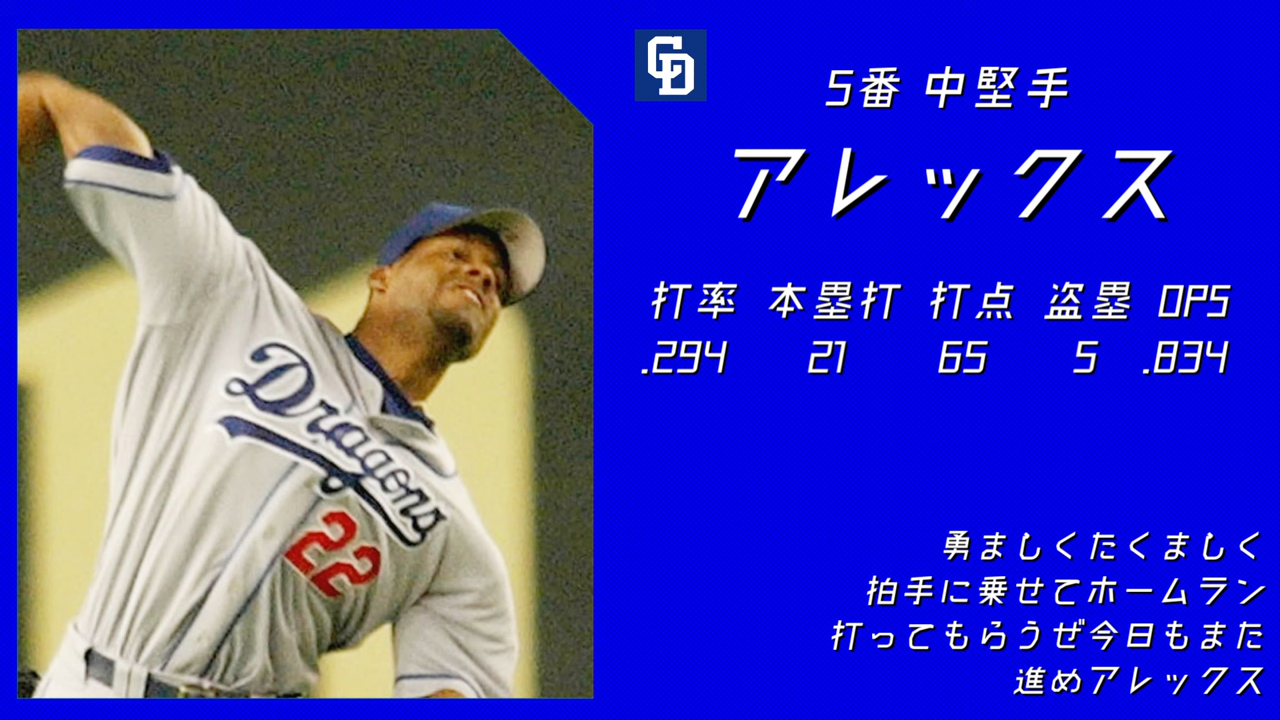 CD
5番 中堅手
アレックス
打率 本塁打 打点 盗塁 OPS
.294 21 65 5 .834
Dragons
22
勇ましくたくましく
拍手に乗せてホームラン
打ってもらうぜ今日もまた
進めアレックス